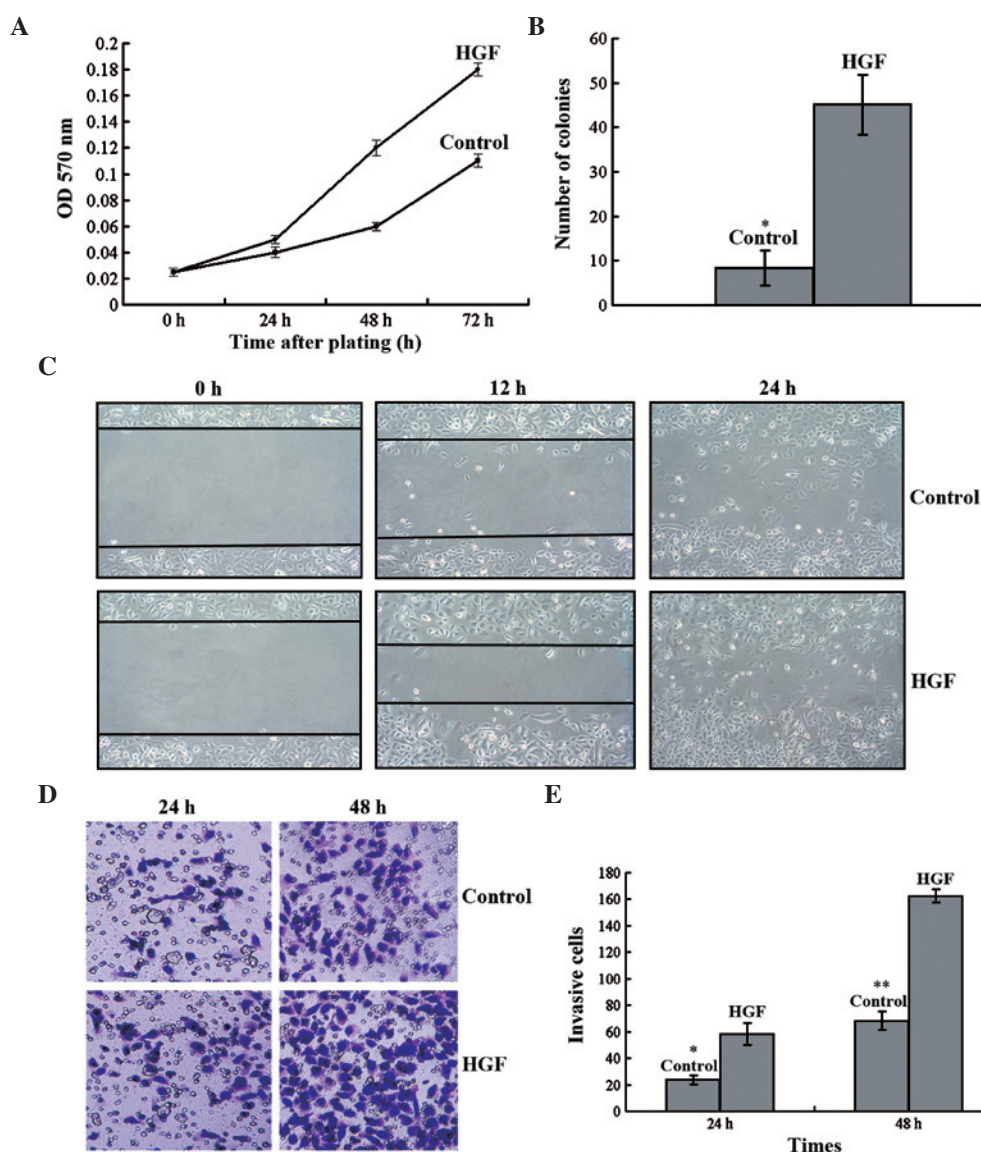 A
OD 570 nm
0.2
0.18
0.16
0.14
0.12
0.1
0.08
0.06
0.04
0.02
0
HGF
Control
0 h 24 h 48 h 72 h
Time after plating (h)
B
Number of colonies
60
50
40
30
20
10
0
*
Control
HGF
C
0 h 12 h 24 h
Control
HGF
D
24 h 48 h
Control
HGF
E
Invasive cells
180
160
140
120
100
80
60
40
20
0
*
Control
HGF
**
Control
HGF
24 h 48 h
Times